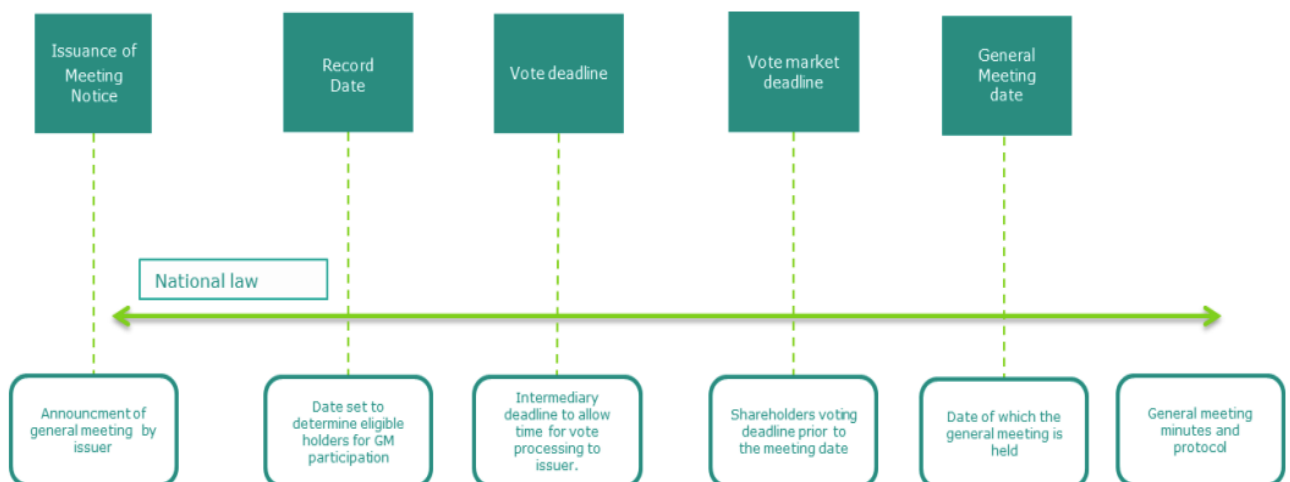 Issuance of
Meeting
Notice
Record
Date
Vote deadline
Vote market
deadline
General
Meeting
date
National law
Announcment of
general meeting by
issuer
Date set to
determine eligible
holders for GM
participation
Intermediary
deadline to allow
time for vote
processing to
issuer.
Shareholders voting
deadline prior to
the meeting date
Date of which the
general meeting is
held
General meeting
minutes and
protocol